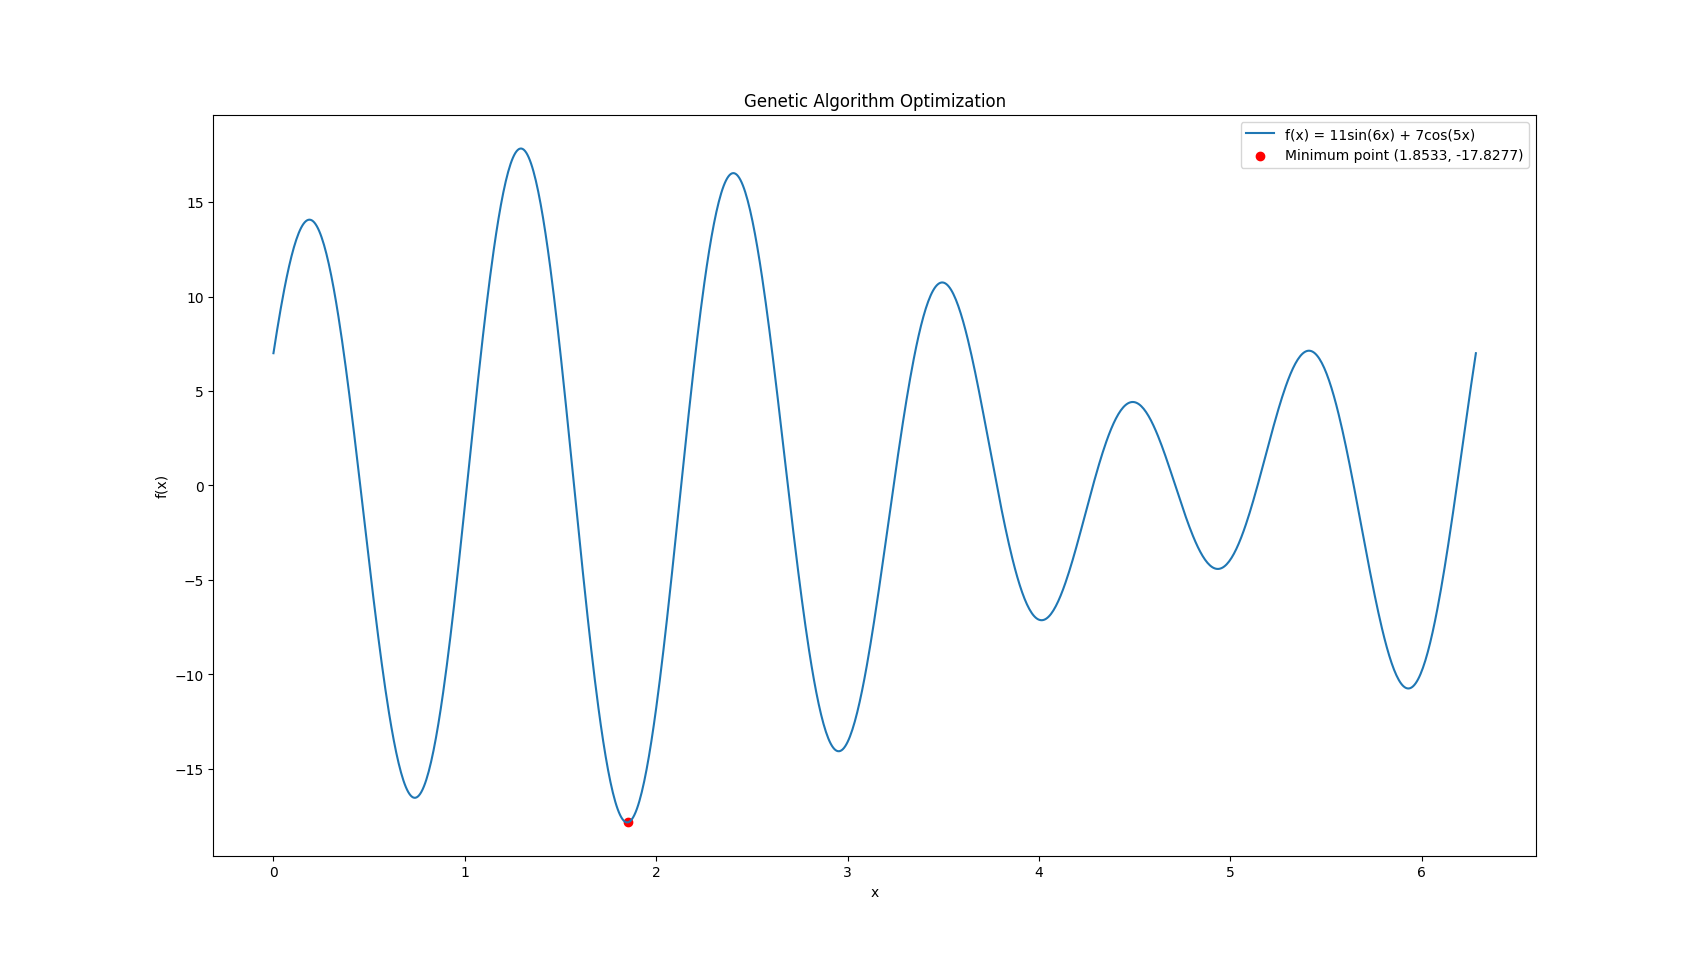 Genetic Algorithm Optimization
f(x) = 11sin(6x) + 7cos(5x)
Minimum point (1.8533, -17.8277)
15
10
5
0
−5
−10
−15
f(x)
0 1 2 3 4 5 6
x